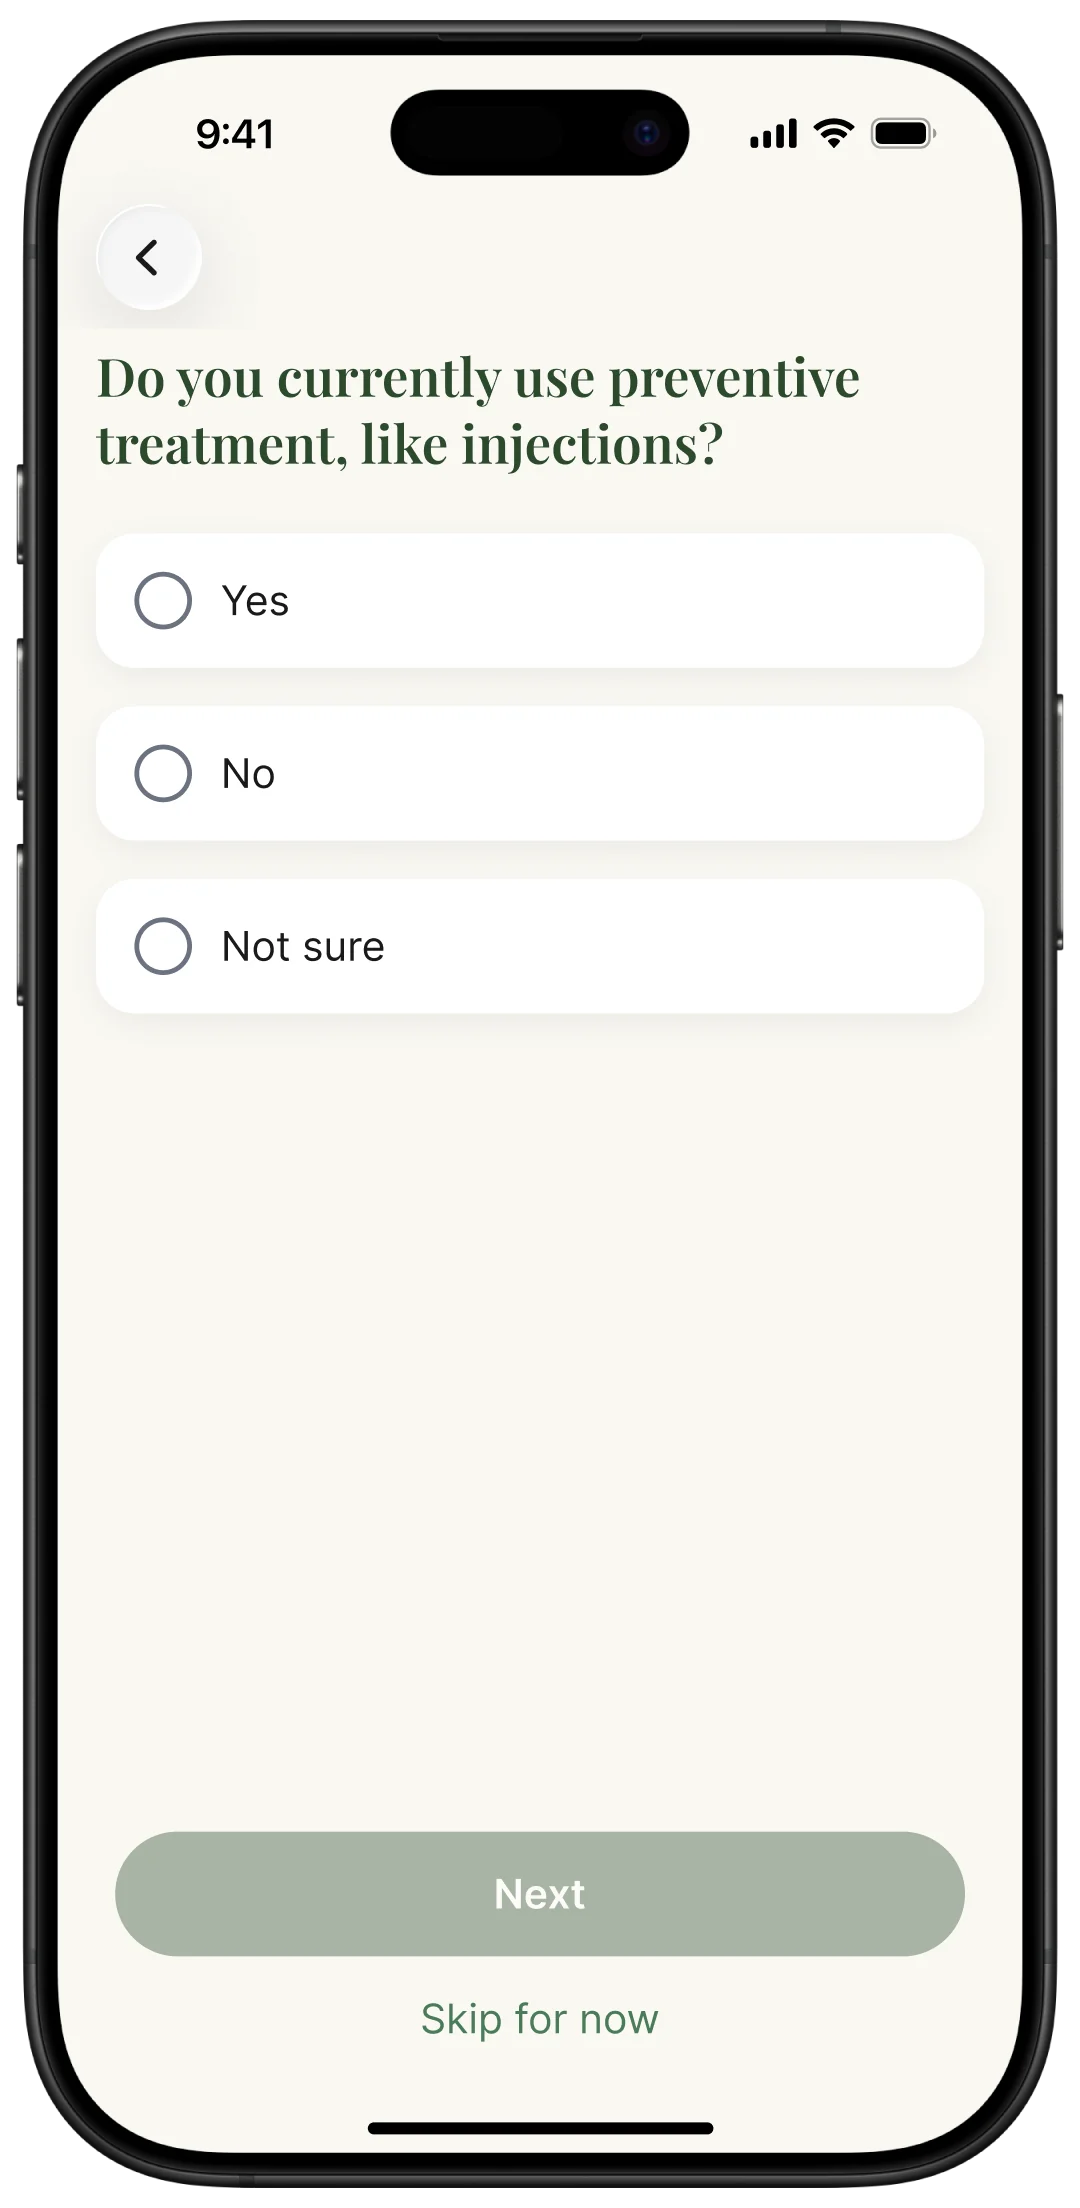 9:41
Do you currently use preventive
treatment, like injections?
Yes
No
Not sure
Next
Skip for now